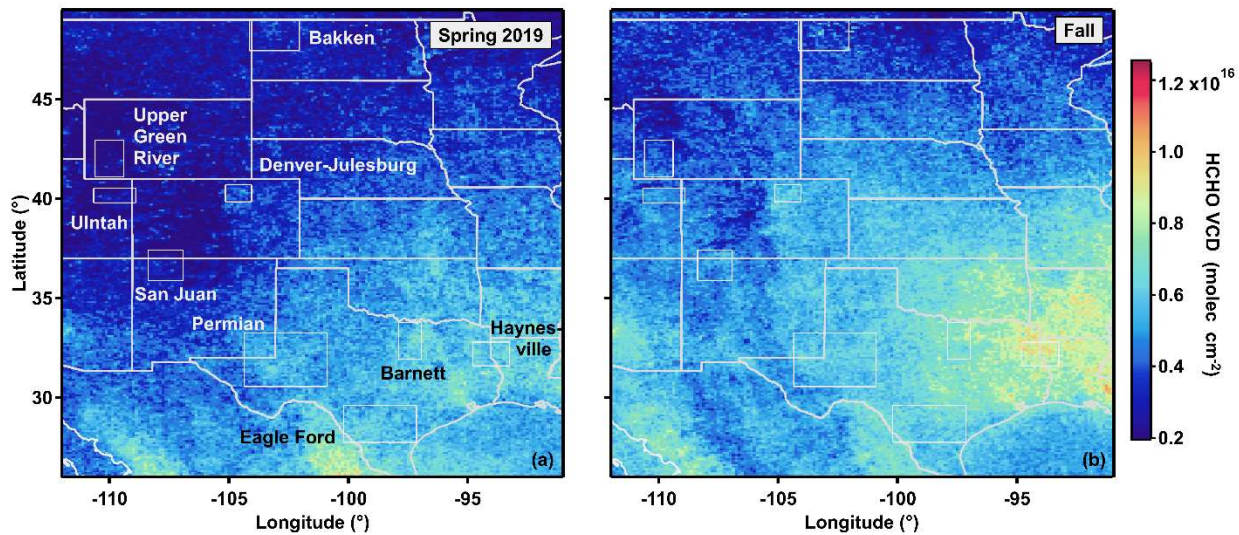 Spring 2019
Bakken
Upper
Green
River
Denver-Julesburg
UIntah
San Juan
Permian
Haynes-
ville
Barnett
Eagle Ford
(a)
45
40
35
30
Latitude (°)
-110
-105
-100
-95
Longitude (°)
Fall
(b)
-110
-105
-100
-95
Longitude (°)
1.2 x10^16
1.0
0.8
0.6
0.4
0.2
HCHO VCD (molec cm^-2)